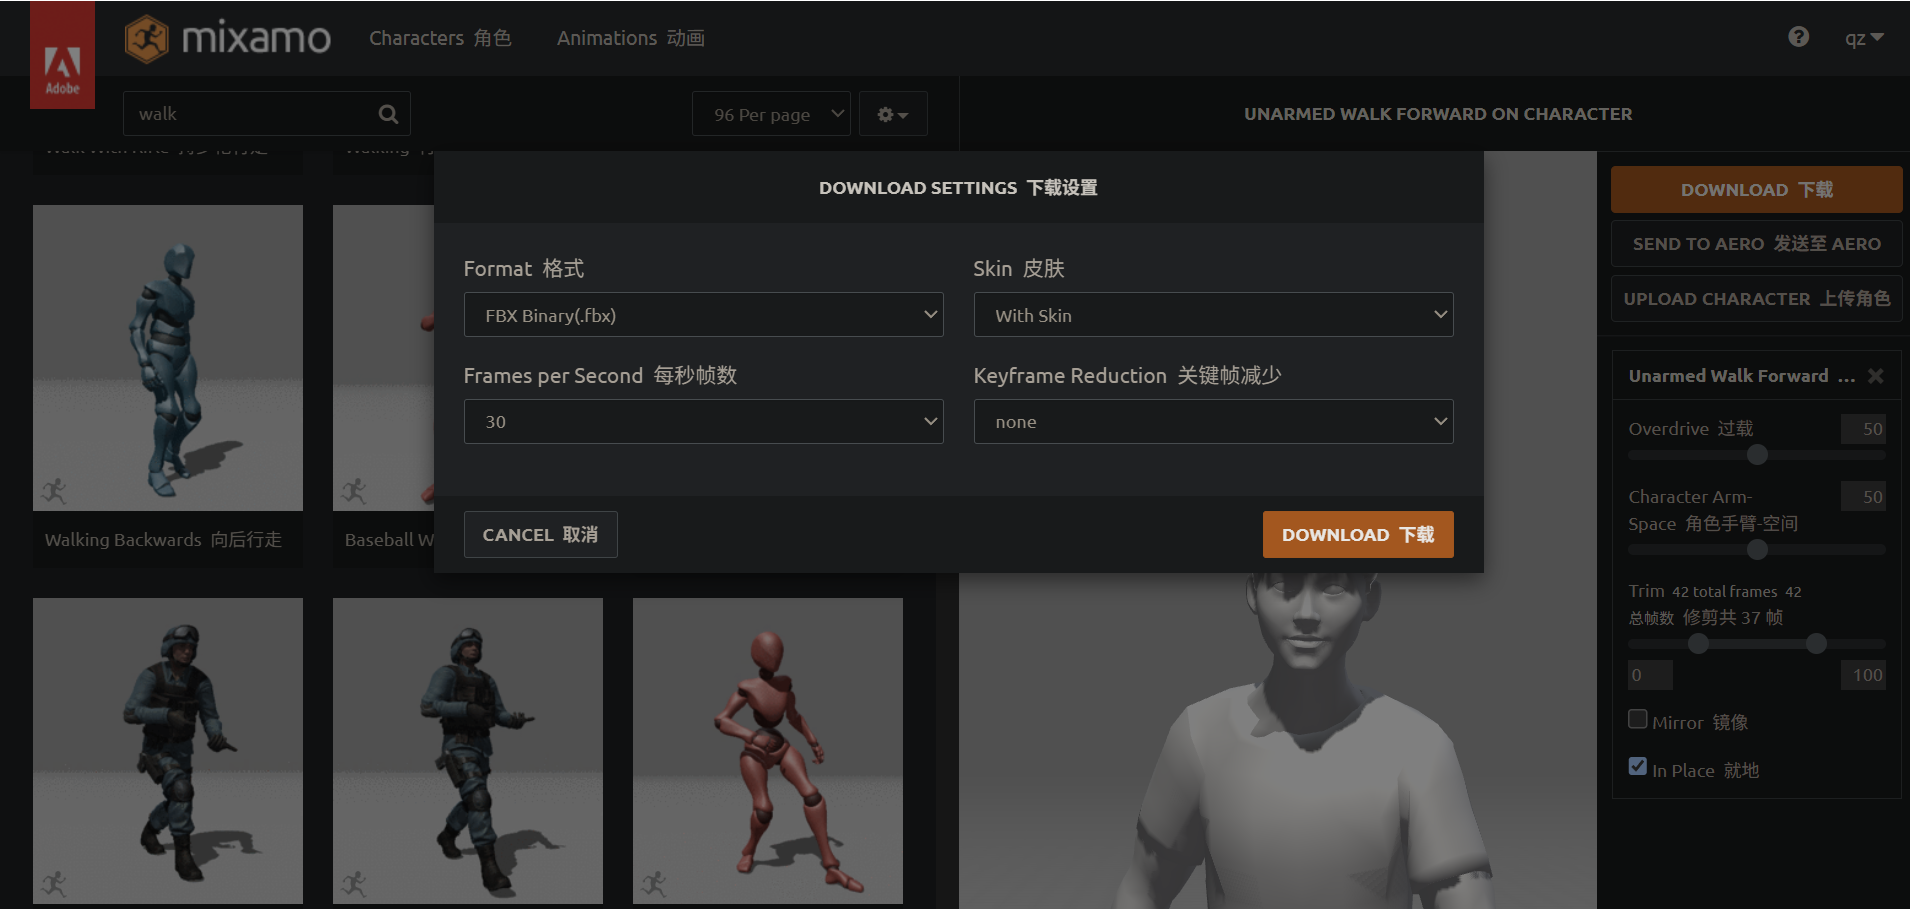 Adobe
mixamo
Characters 角色
Animations 动画
qz
walk
96 Per page
UNARMED WALK FORWARD ON CHARACTER
DOWNLOAD SETTINGS 下载设置
Format 格式
FBX Binary(.fbx)
Skin 皮肤
With Skin
Frames per Second 每秒帧数
30
Keyframe Reduction 关键帧减少
none
CANCEL 取消
DOWNLOAD 下载
Walking Backwards 向后行走
Baseball W
DOWNLOAD 下载
SEND TO AERO 发送至 AERO
UPLOAD CHARACTER 上传角色
Unarmed Walk Forward ...
Overdrive 过载
50
Character Arm-
Space 角色手臂-空间
50
Trim 42 total frames 42
总帧数 修剪共 37 帧
0
100
Mirror 镜像
In Place 就地